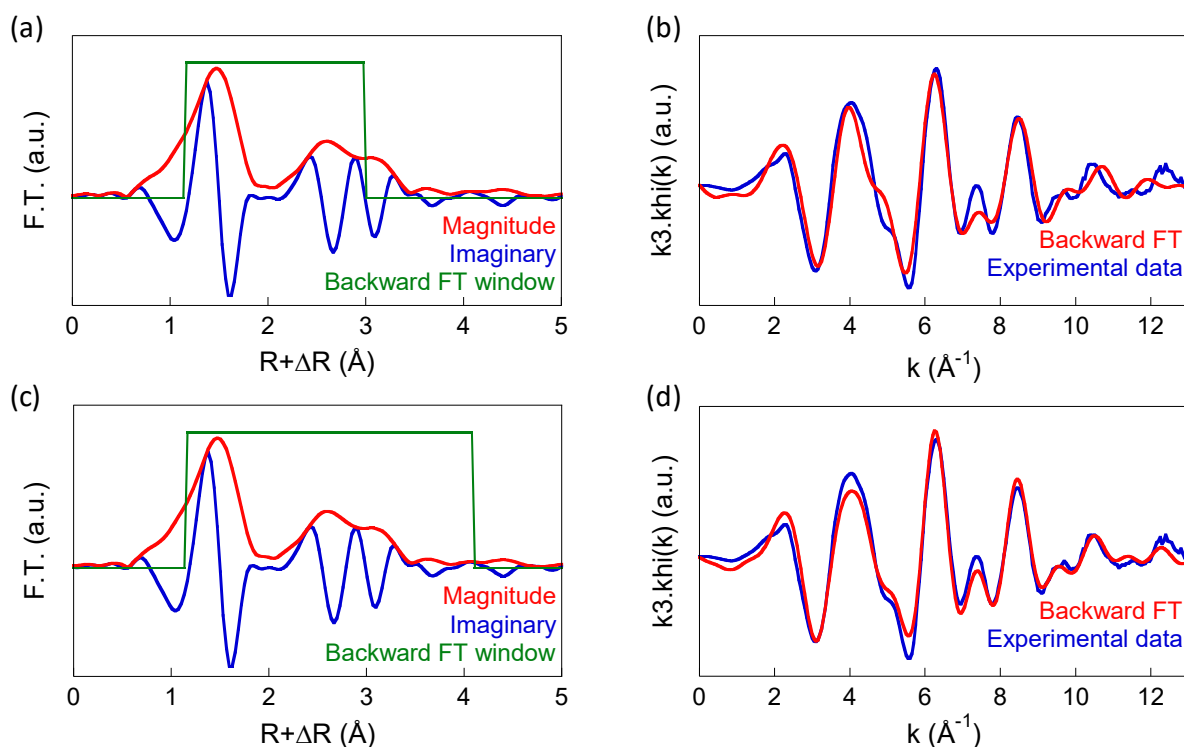 (a)
F.T. (a.u.)
Magnitude
Imaginary
Backward FT window
0 1 2 3 4 5
R+ΔR (Å)
(b)
k3.khi(k) (a.u.)
Backward FT
Experimental data
0 2 4 6 8 10 12
k (Å⁻¹)
(c)
F.T. (a.u.)
Magnitude
Imaginary
Backward FT window
0 1 2 3 4 5
R+ΔR (Å)
(d)
k3.khi(k) (a.u.)
Backward FT
Experimental data
0 2 4 6 8 10 12
k (Å⁻¹)